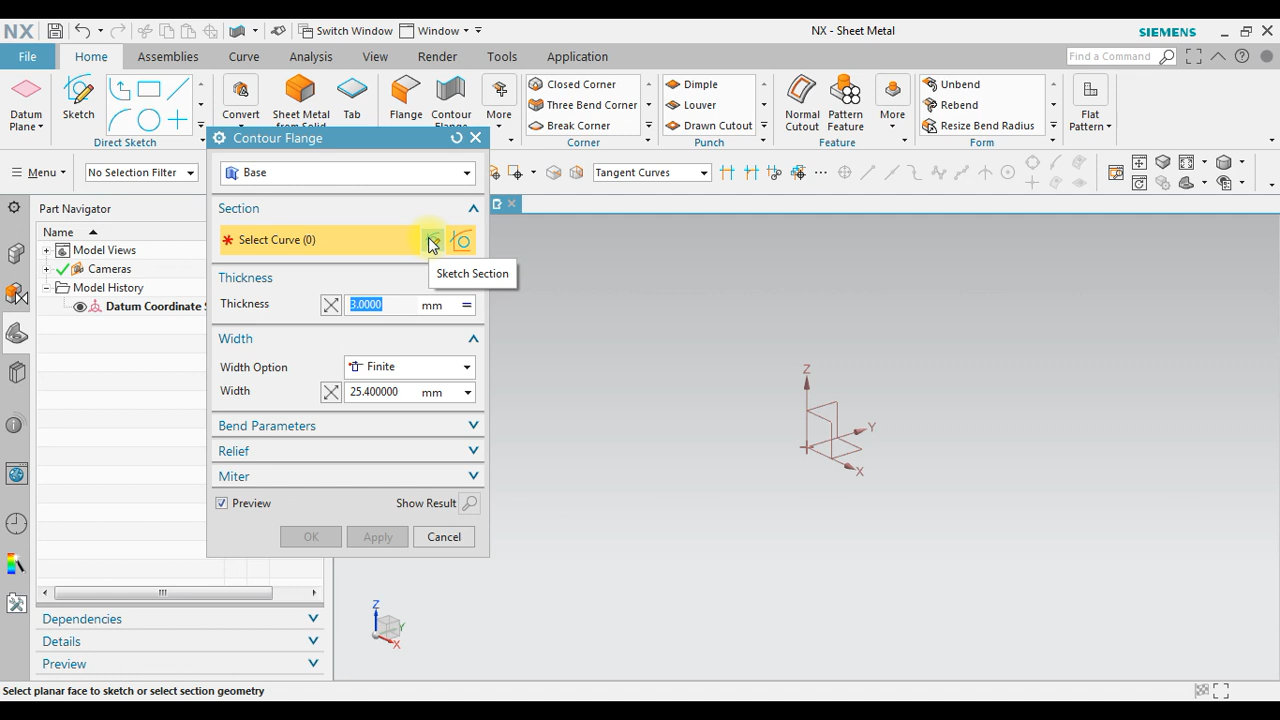 NX Switch Window Window NX - Sheet Metal SIEMENS
File Home Assemblies Curve Analysis View Render Tools Application Find a Command
Datum Plane Sketch Convert Sheet Metal from Solid Tab Flange Contour Flange More Closed Corner Dimple Normal Cutout Pattern Feature More Unbend Flat Pattern
Three Bend Corner Louver Rebend
Break Corner Drawn Cutout Resize Bend Radius
Direct Sketch Corner Punch Feature Form
Menu No Selection Filter Tangent Curves
Contour Flange
Base
Section
Select Curve (0)
Sketch Section
Thickness
Thickness 3.0000 mm =
Width
Width Option Finite
Width 25.400000 mm
Bend Parameters
Relief
Miter
Preview Show Result
OK Apply Cancel
Part Navigator
Name
Model Views
Cameras
Model History
Datum Coordinate S
Dependencies
Details
Preview
Z
Y
X
Z
Y
X
Select planar face to sketch or select section geometry